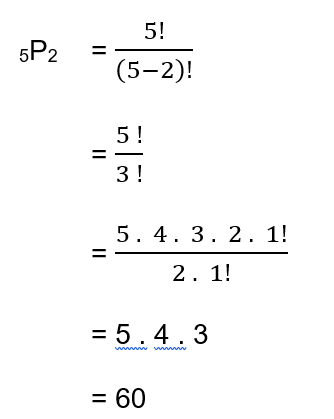 ₅P₂ = 5! / (5−2)!
= 5 ! / 3 !
= 5 . 4 . 3 . 2 . 1! / 2 . 1!
= 5 . 4 . 3
= 60